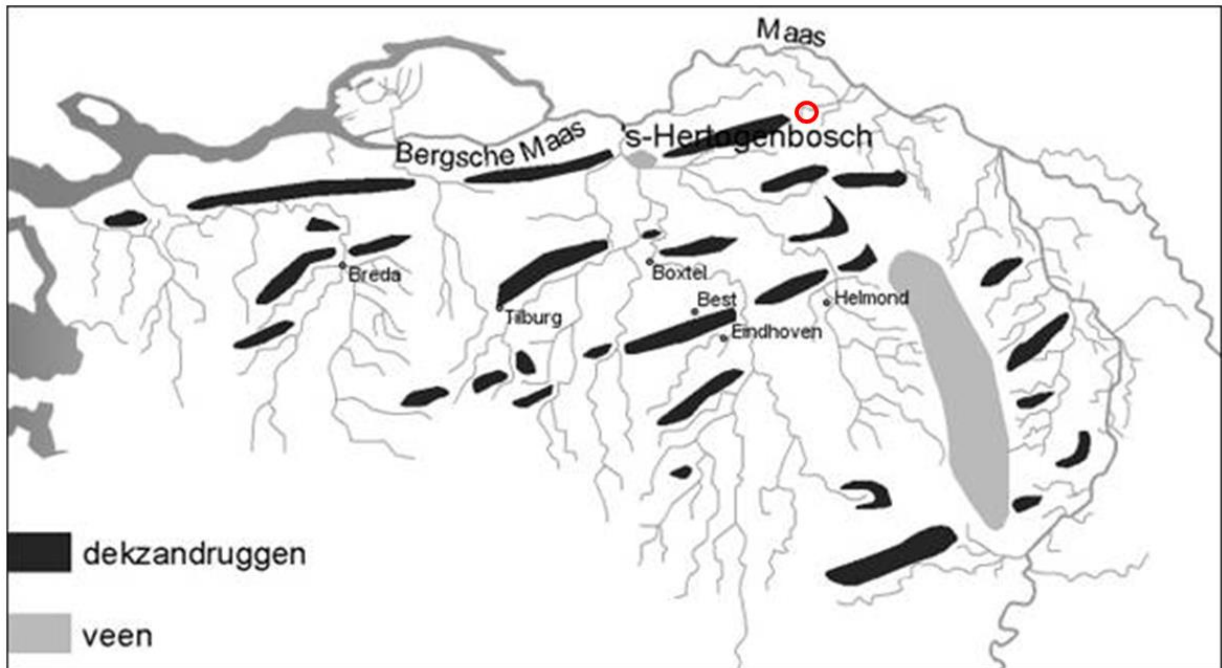 Maas
's-Hertogenbosch
Bergsche Maas
Breda
Boxtel
Tilburg
Best
Helmond
Eindhoven
dekzandruggen
veen